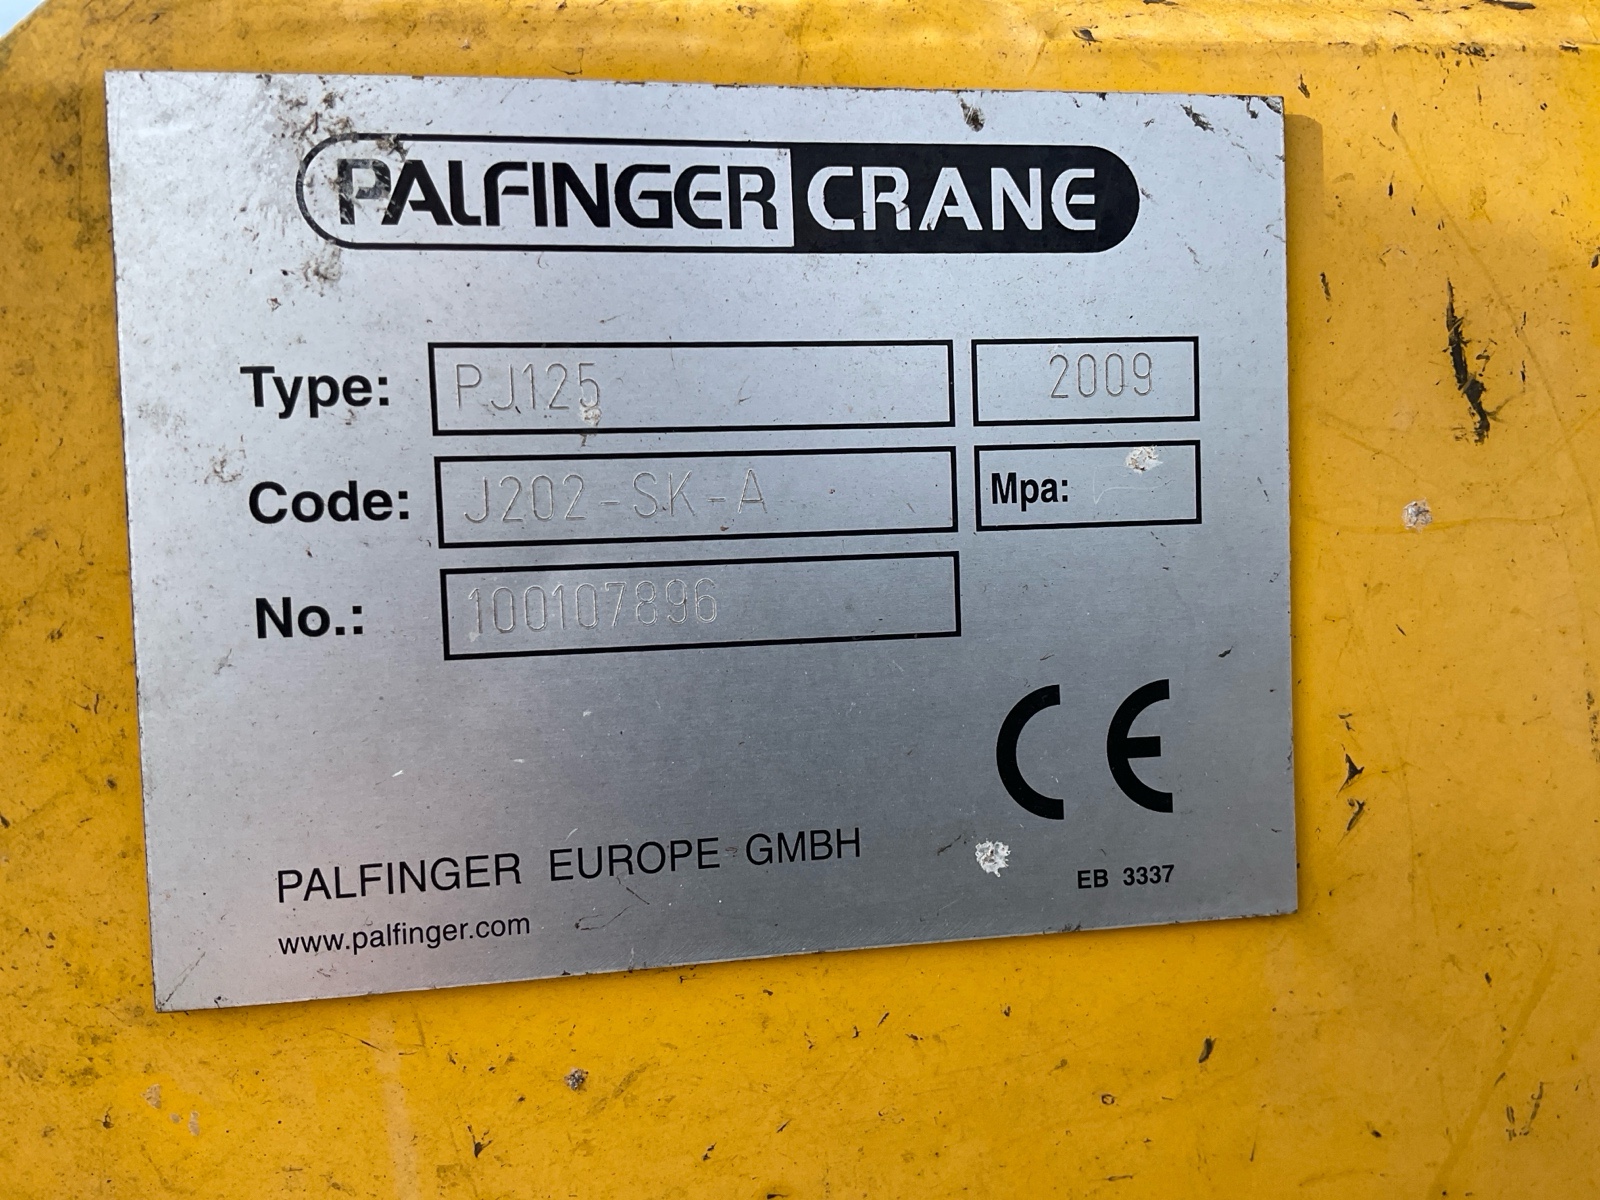 PALFINGER CRANE
Type: PJ125 2009
Code: J202-SK-A Mpa:
No.: 100107896
CE
PALFINGER EUROPE GMBH
EB 3337
www.palfinger.com